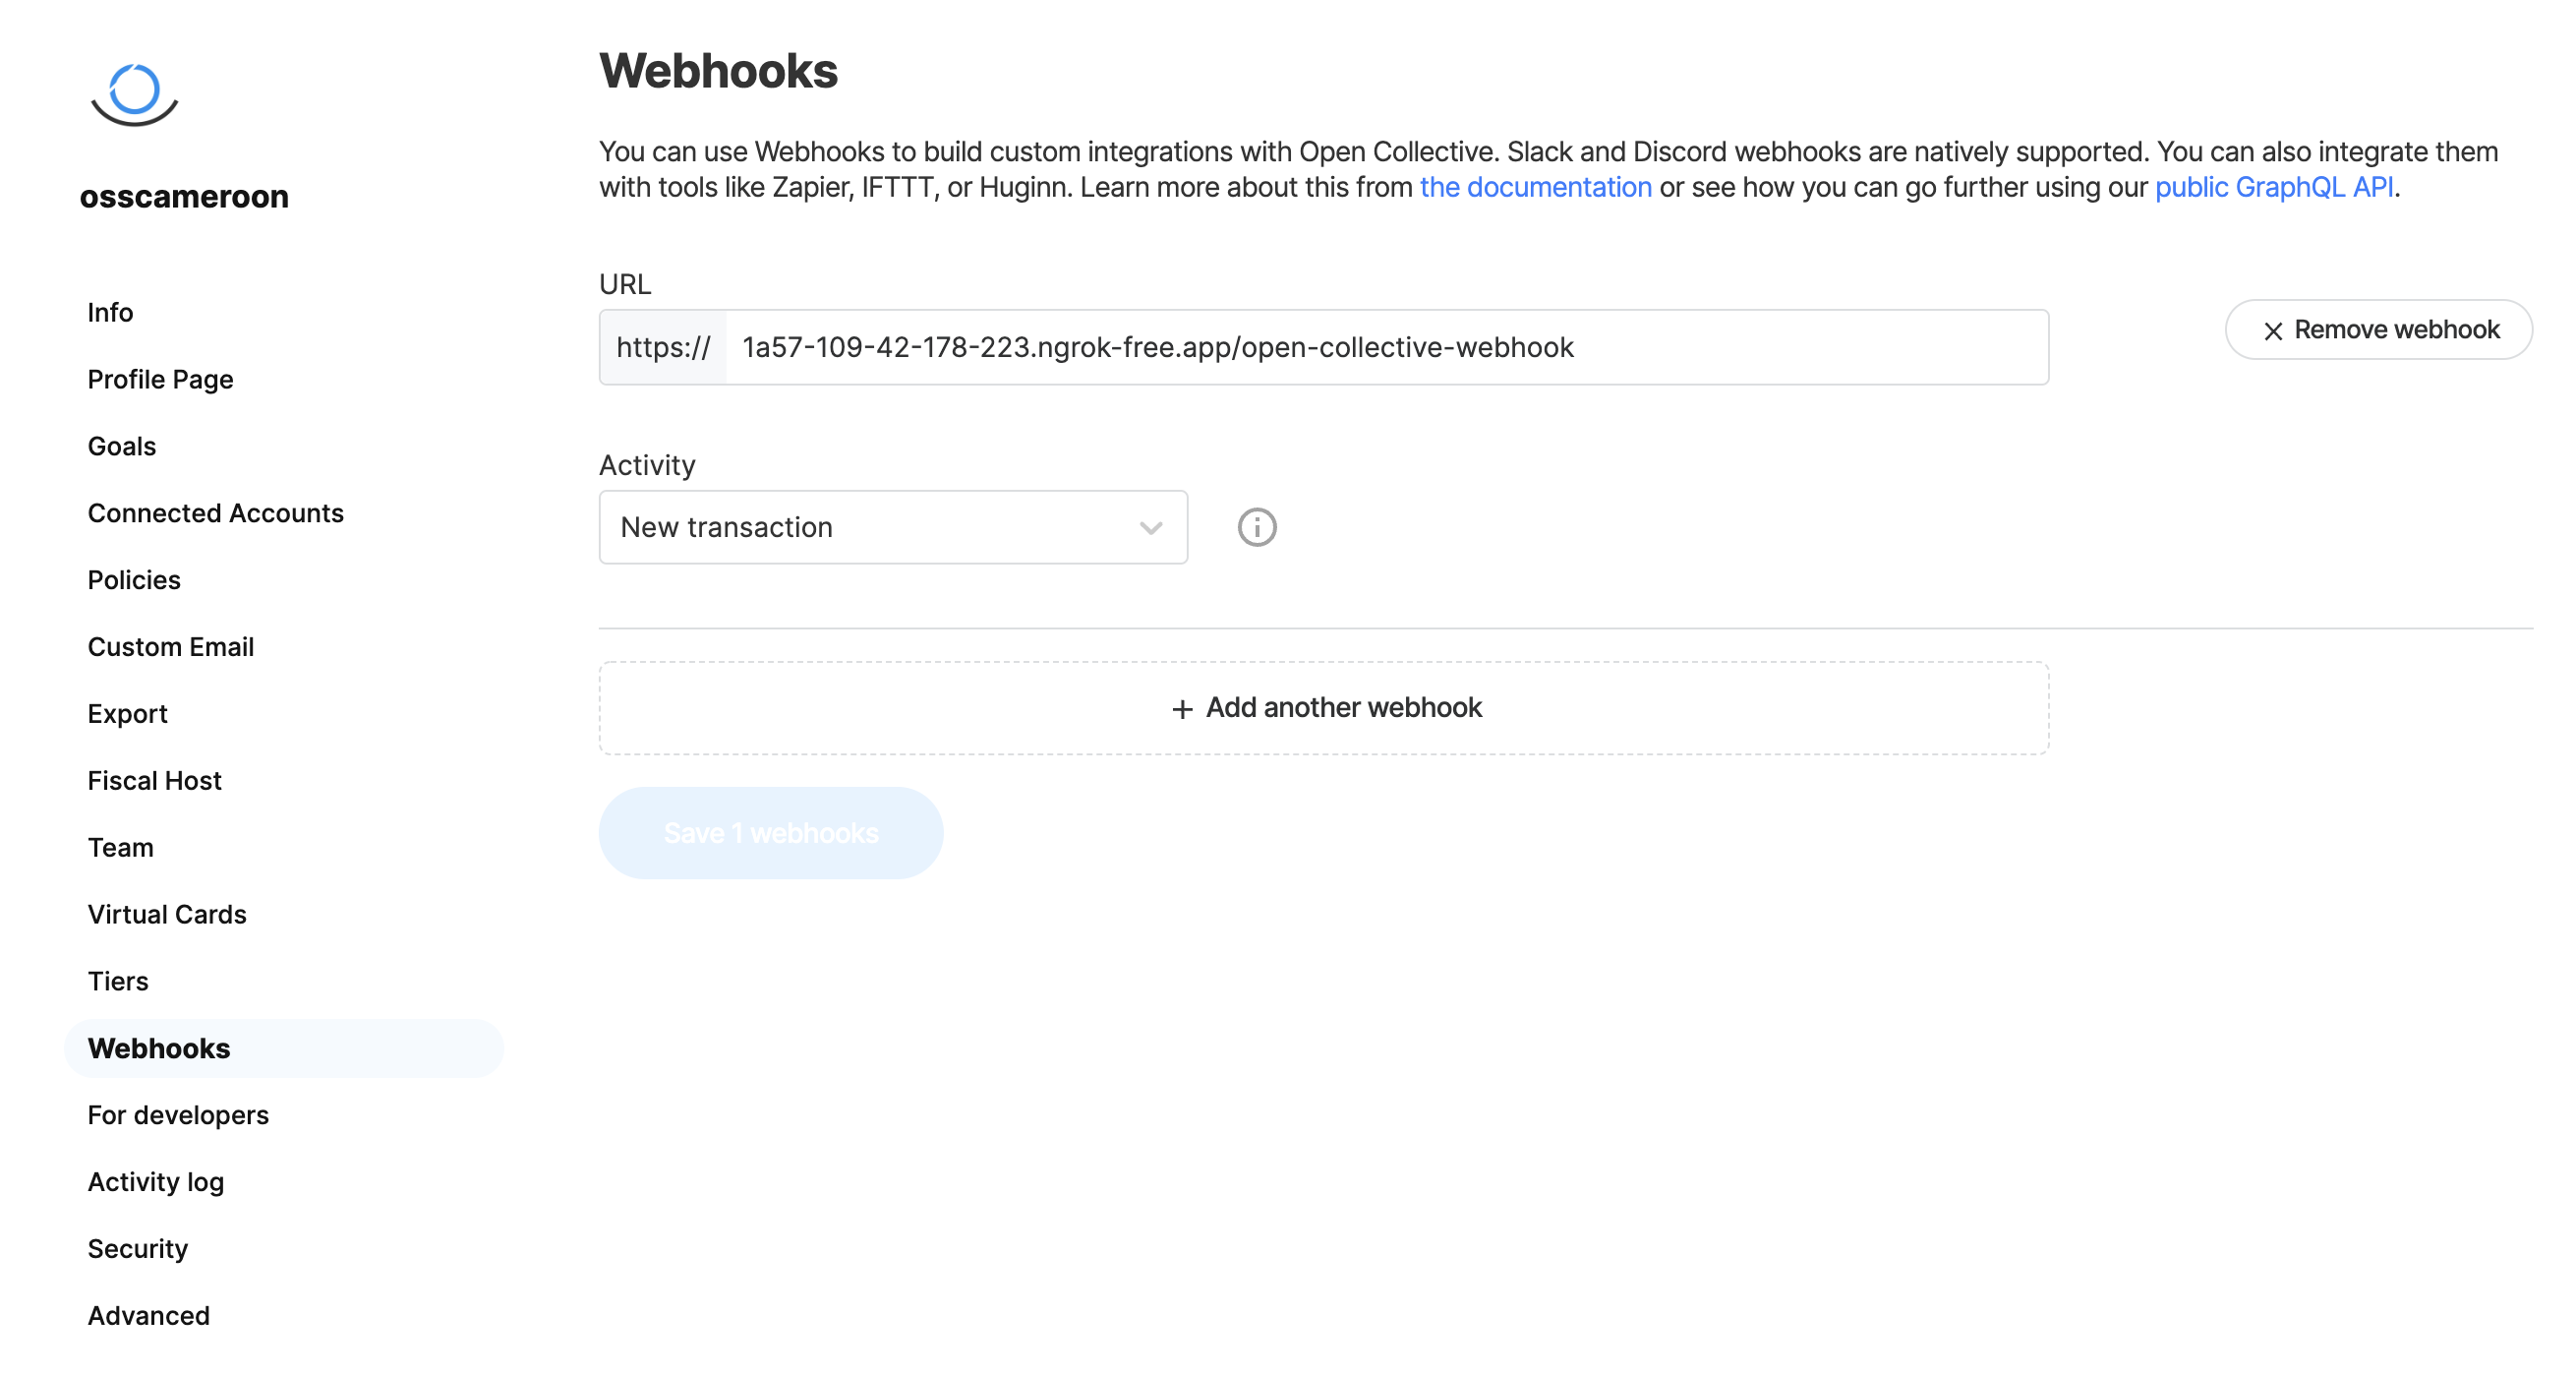 osscameroon
Info
Profile Page
Goals
Connected Accounts
Policies
Custom Email
Export
Fiscal Host
Team
Virtual Cards
Tiers
Webhooks
For developers
Activity log
Security
Advanced
Webhooks
You can use Webhooks to build custom integrations with Open Collective. Slack and Discord webhooks are natively supported. You can also integrate them
with tools like Zapier, IFTTT, or Huginn. Learn more about this from the documentation or see how you can go further using our public GraphQL API.
URL
https:// 1a57-109-42-178-223.ngrok-free.app/open-collective-webhook
Remove webhook
Activity
New transaction
+ Add another webhook
Save 1 webhooks